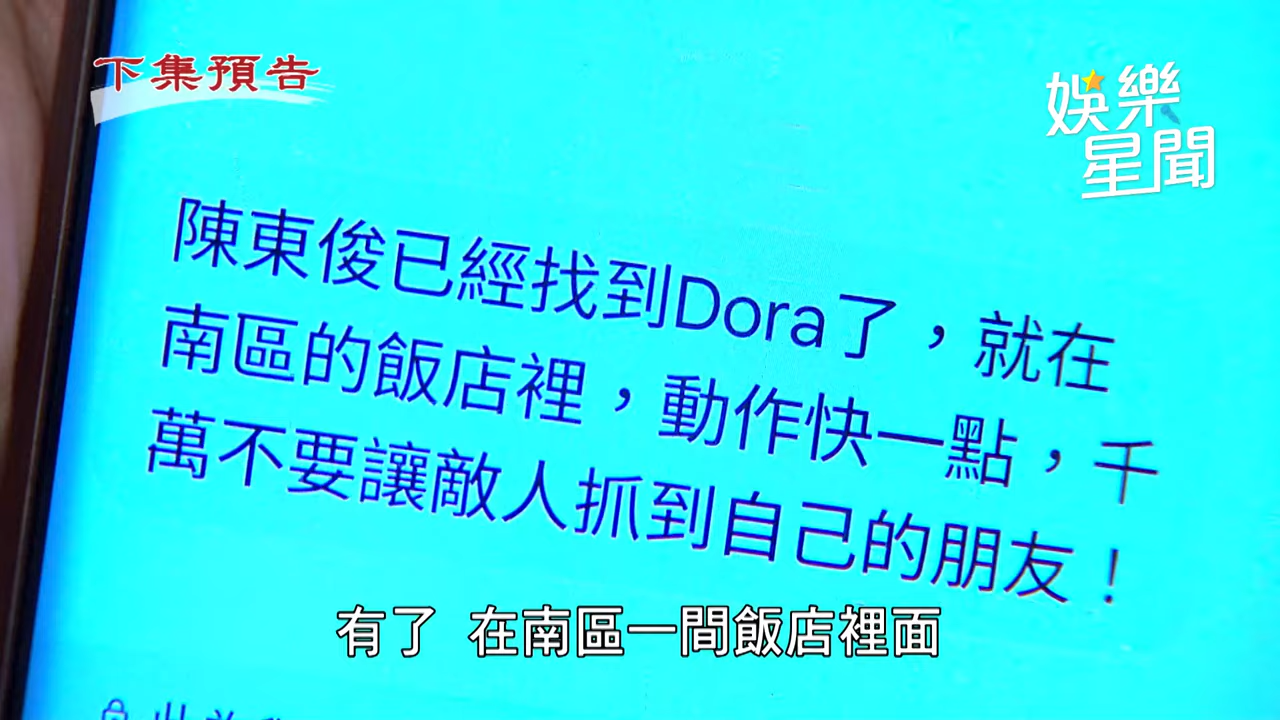 下集預告
娛樂
星聞
陳東俊已經找到Dora了，就在
南區的飯店裡，動作快一點，千
萬不要讓敵人抓到自己的朋友！
有了 在南區一間飯店裡面